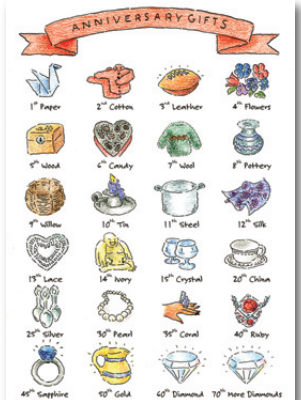 ANNIVERSARY GIFTS
1st Paper 2nd Cotton 3rd Leather 4th Flowers
5th Wood 6th Candy 7th Wool 8th Pottery
9th Willow 10th Tin 11th Steel 12th Silk
13th Lace 14th Ivory 15th Crystal 20th China
25th Silver 30th Pearl 35th Coral 40th Ruby
45th Sapphire 50th Gold 60th Diamond 70th More Diamonds